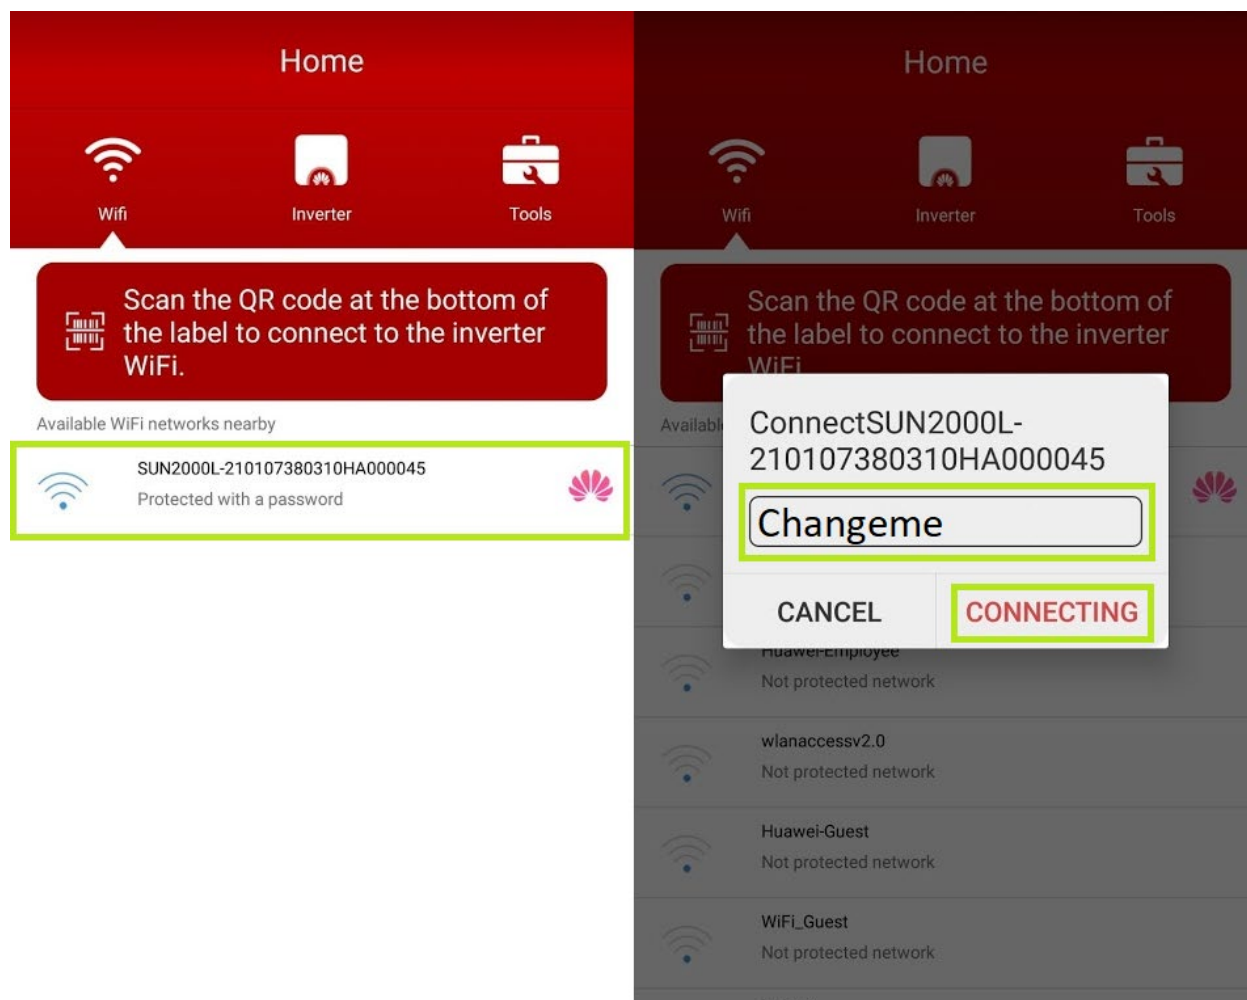 Home
Wifi
Inverter
Tools
Scan the QR code at the bottom of
the label to connect to the inverter
WiFi.
Available WiFi networks nearby
SUN2000L-210107380310HA000045
Protected with a password
Home
Wifi
Inverter
Tools
Scan the QR code at the bottom of
the label to connect to the inverter
WiFi
ConnectSUN2000L-
210107380310HA000045
Changeme
CANCEL
CONNECTING
Huawei-Employee
Not protected network
wlanaccessv2.0
Not protected network
Huawei-Guest
Not protected network
WiFi_Guest
Not protected network